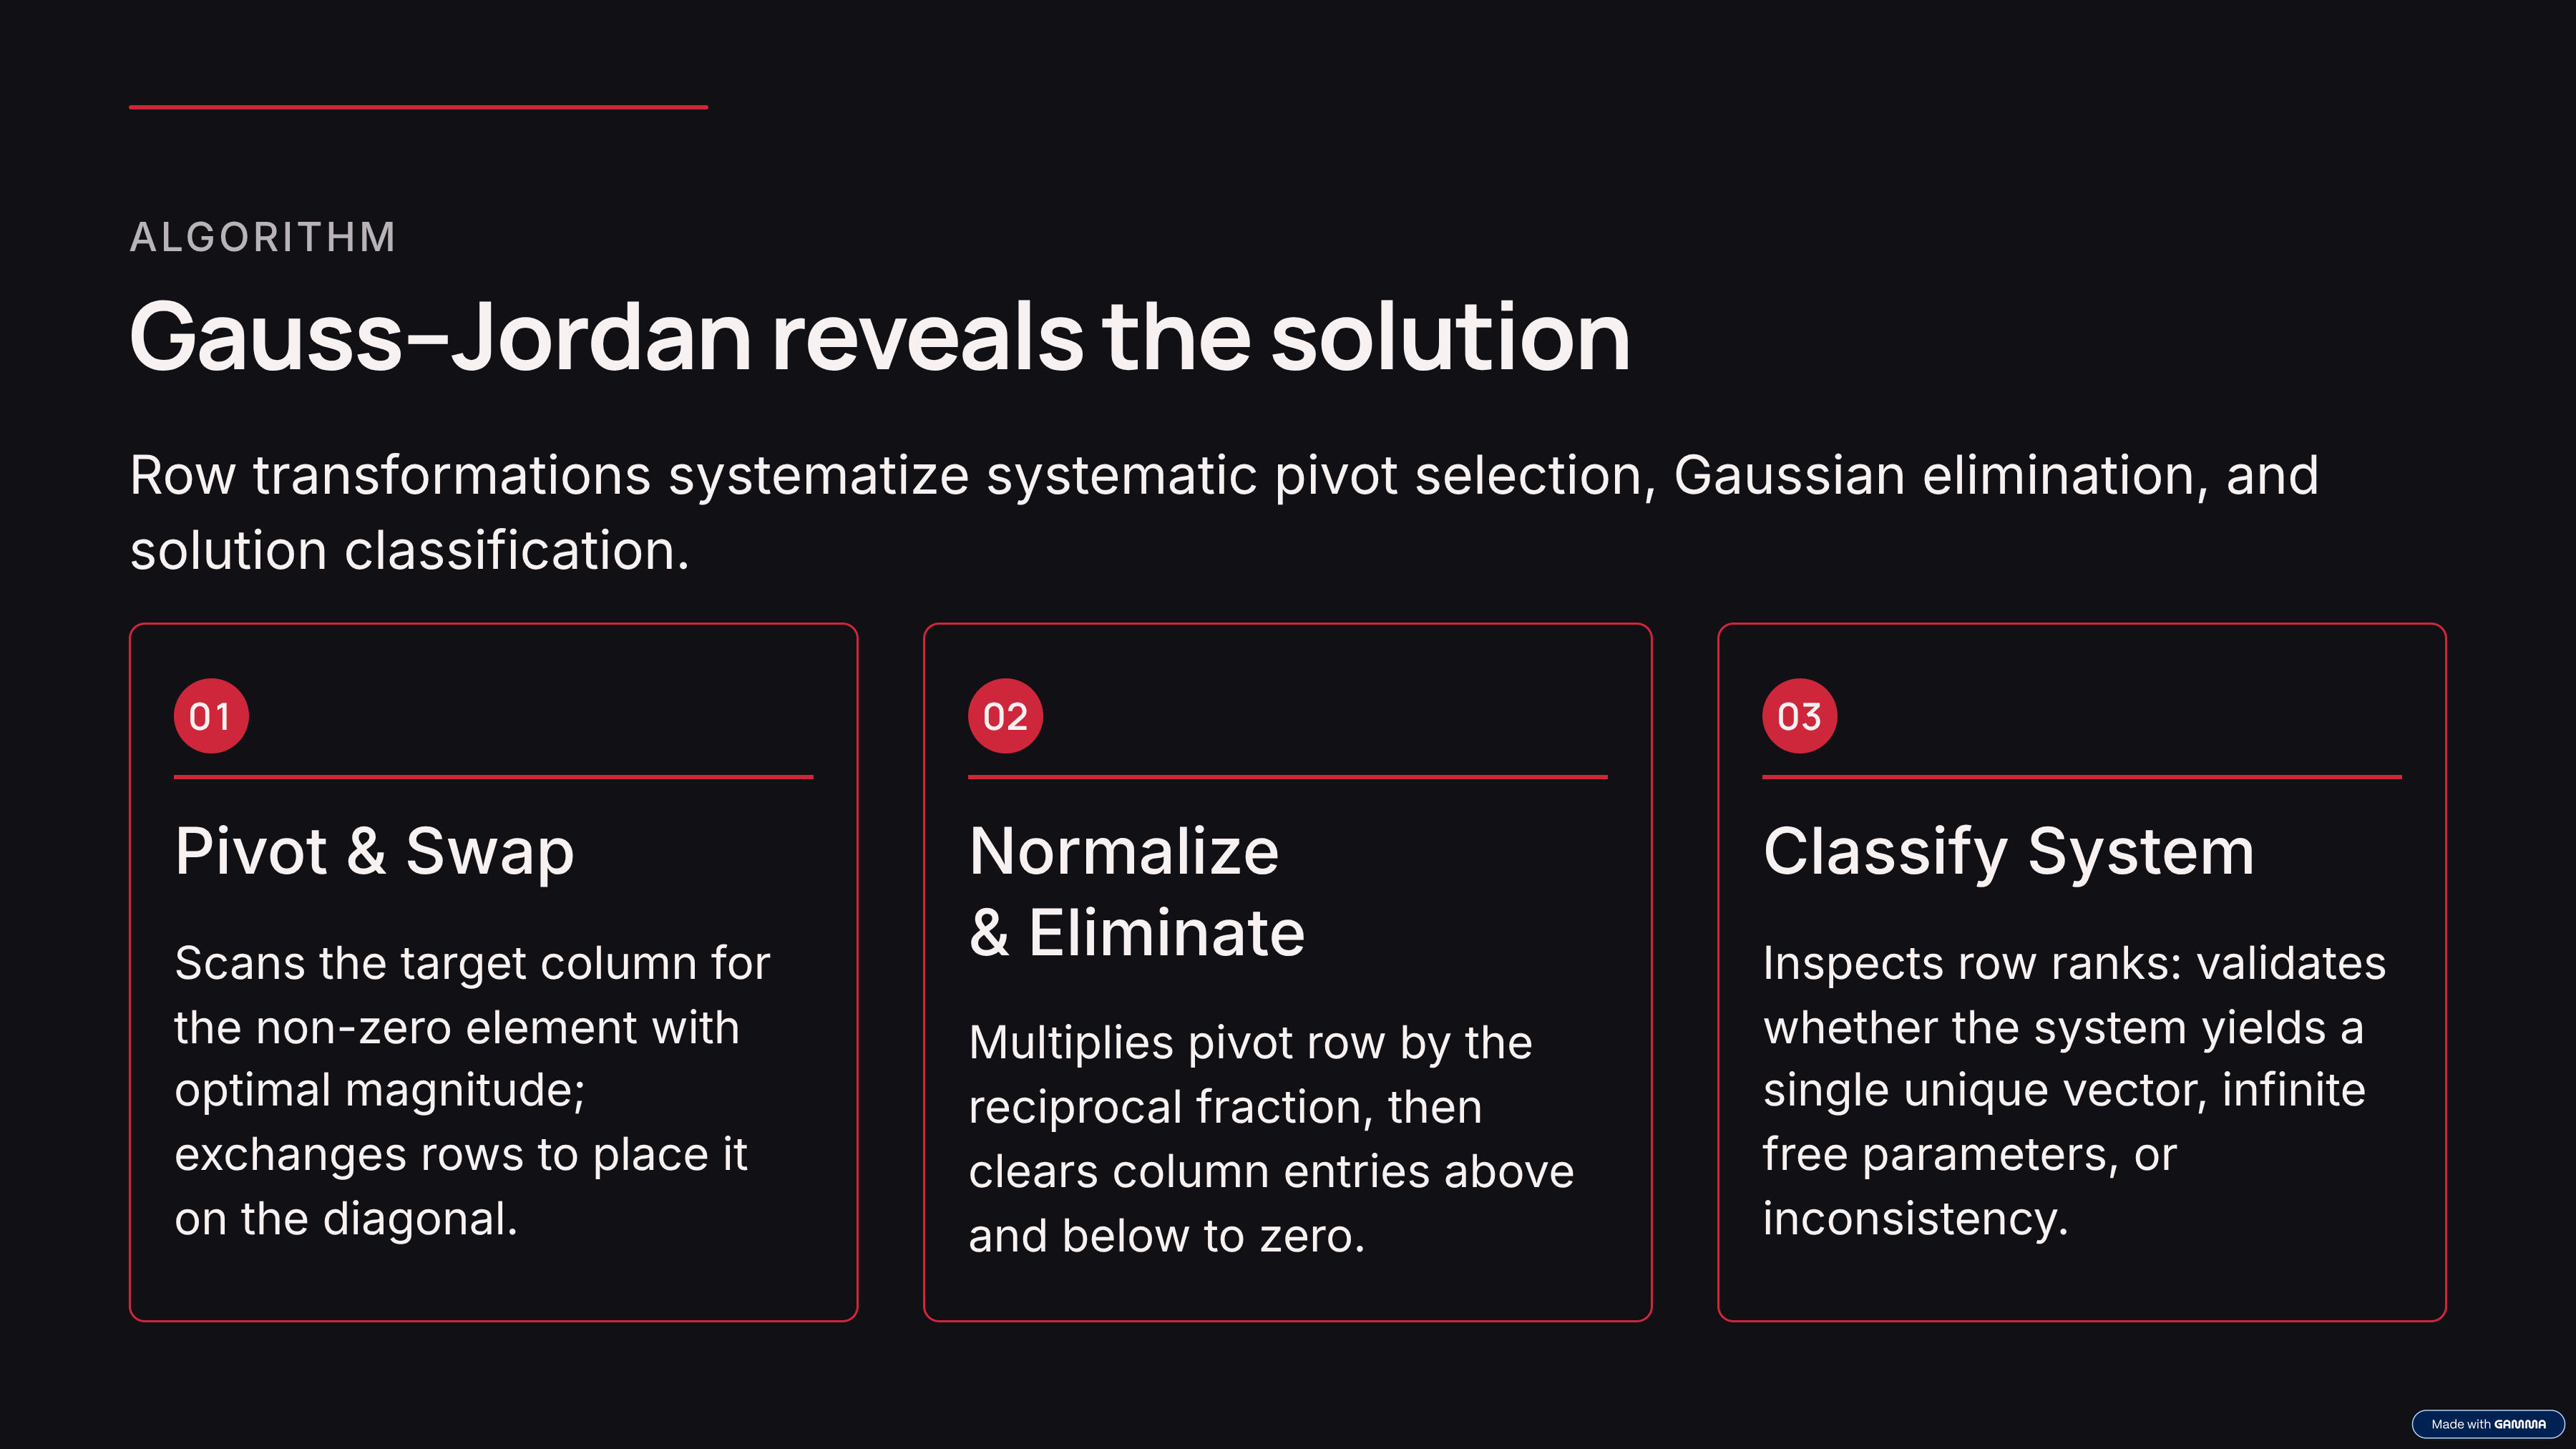 ALGORITHM
Gauss–Jordan reveals the solution
Row transformations systematize systematic pivot selection, Gaussian elimination, and
solution classification.
01
Pivot & Swap
Scans the target column for
the non-zero element with
optimal magnitude;
exchanges rows to place it
on the diagonal.
02
Normalize
& Eliminate
Multiplies pivot row by the
reciprocal fraction, then
clears column entries above
and below to zero.
03
Classify System
Inspects row ranks: validates
whether the system yields a
single unique vector, infinite
free parameters, or
inconsistency.
Made with GAMMA